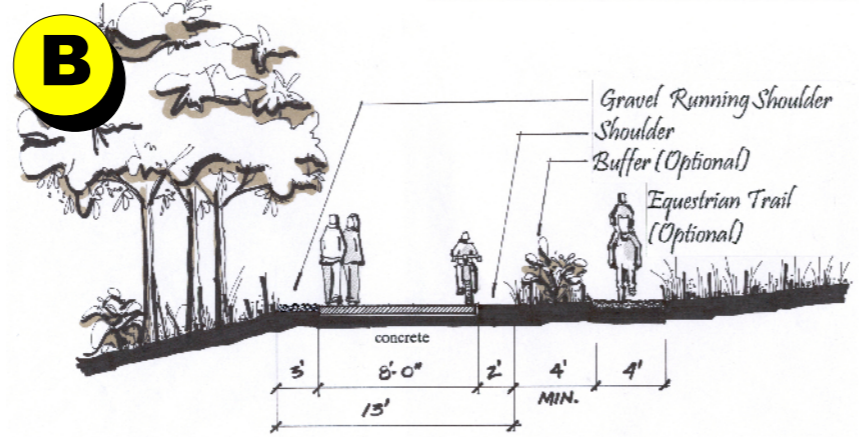 B
Gravel Running Shoulder
Shoulder
Buffer (Optional)
Equestrian Trail
(Optional)
concrete
3' 8'-0" 2' 4' 4'
MIN.
13'